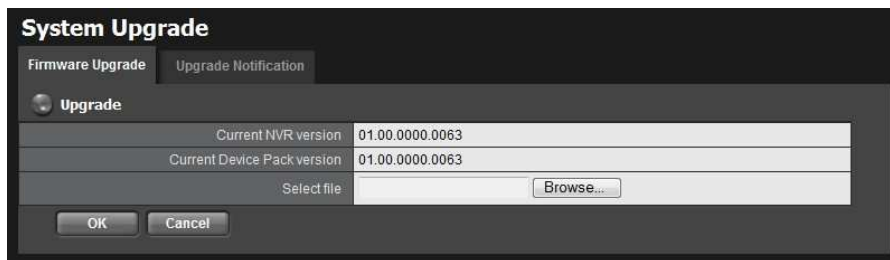 System Upgrade
Firmware Upgrade Upgrade Notification
Upgrade
Current NVR version 01.00.0000.0063
Current Device Pack version 01.00.0000.0063
Select file Browse...
OK Cancel